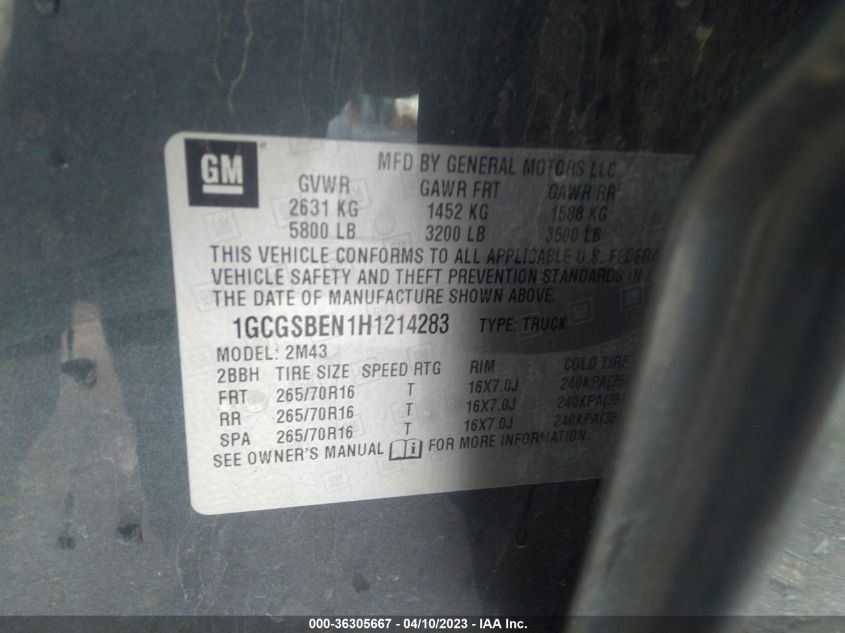 GM
MFD BY GENERAL MOTORS LLC
GVWR GAWR FRT GAWR RR
2631 KG 1452 KG 1588 KG
5800 LB 3200 LB 3500 LB
THIS VEHICLE CONFORMS TO ALL APPLICABLE U.S. FEDERA
VEHICLE SAFETY AND THEFT PREVENTION STANDARDS IN
THE DATE OF MANUFACTURE SHOWN ABOVE.
1GCGSBEN1H1214283 TYPE: TRUCK
MODEL: 2M43
2BBH TIRE SIZE SPEED RTG RIM COLD TIRE
FRT 265/70R16 T 16X7.0J 240KPA(35
RR 265/70R16 T 16X7.0J 240KPA(35
SPA 265/70R16 T 16X7.0J 240KPA(35
SEE OWNER'S MANUAL i FOR MORE INFORMATION.
000-36305667 - 04/10/2023 - IAA Inc.